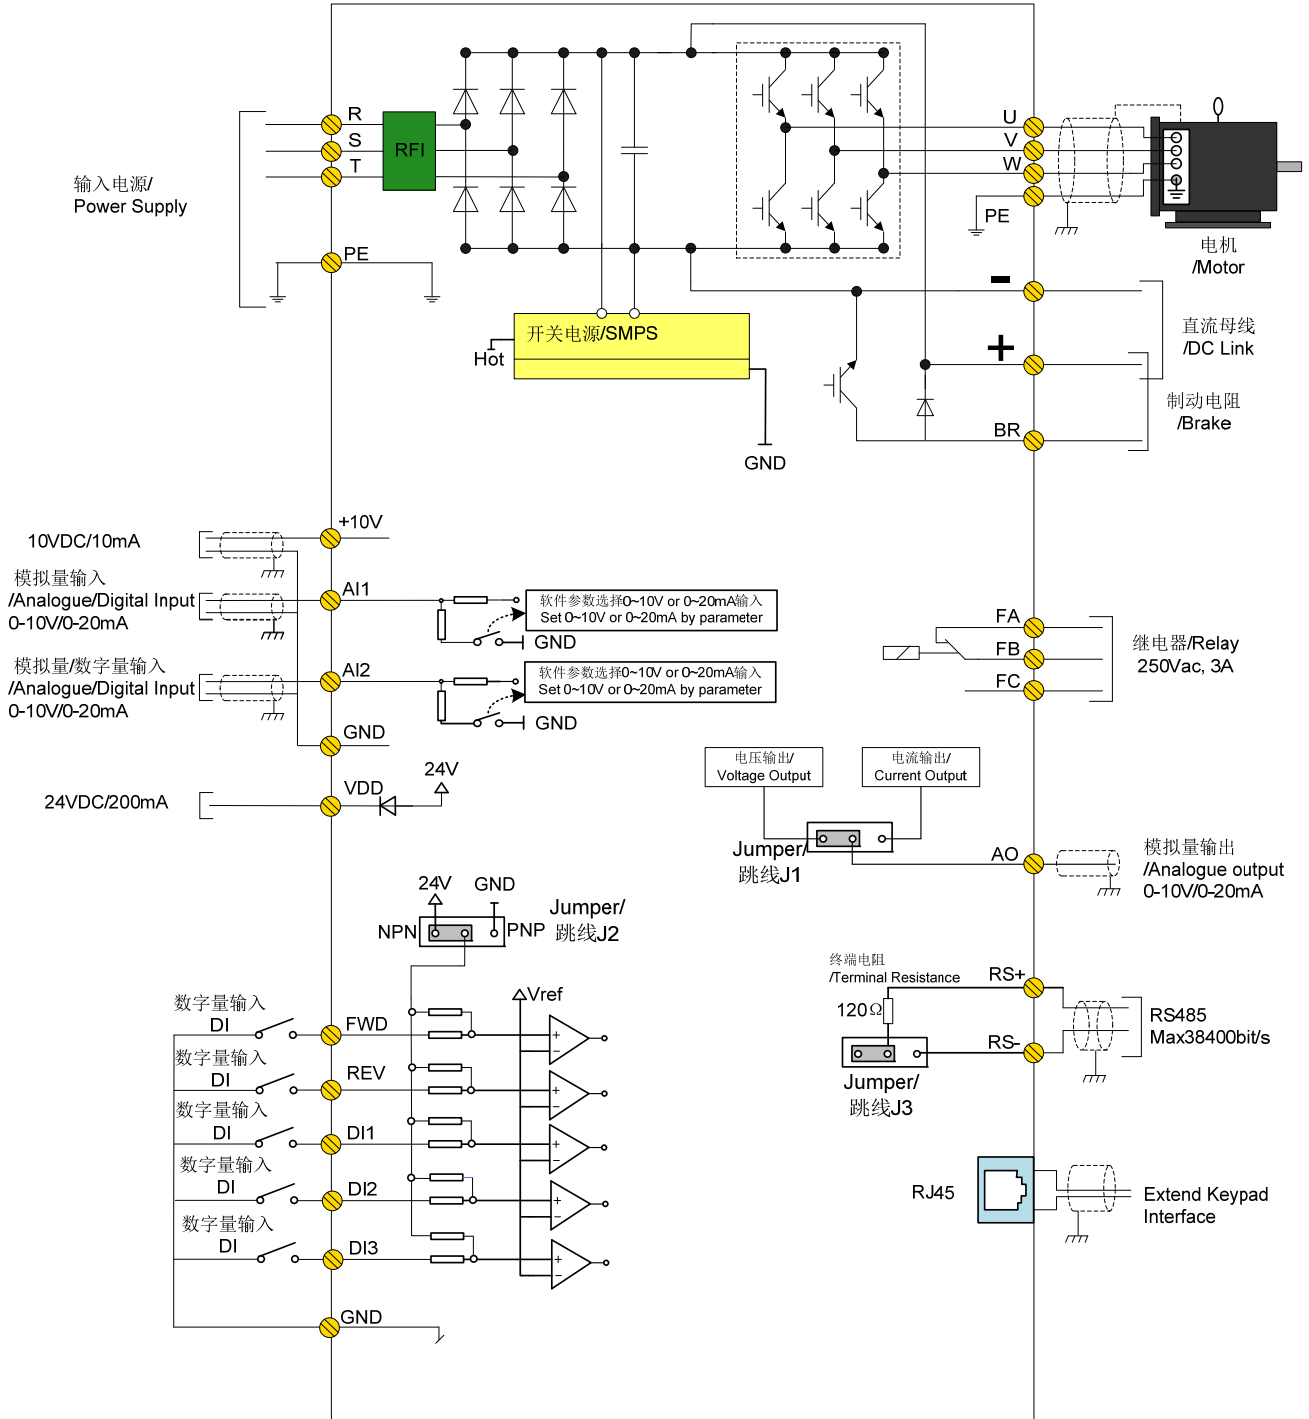 R
S
T
RFI
输入电源/
Power Supply
PE
U
V
W
PE
电机
/Motor
-
+
直流母线
/DC Link
制动电阻
/Brake
BR
开关电源/SMPS
Hot
GND
+10V
10VDC/10mA
模拟量输入
/Analogue/Digital Input
0-10V/0-20mA
AI1
软件参数选择0~10V or 0~20mA输入
Set 0~10V or 0~20mA by parameter
GND
模拟量/数字量输入
/Analogue/Digital Input
0-10V/0-20mA
AI2
软件参数选择0~10V or 0~20mA输入
Set 0~10V or 0~20mA by parameter
GND
GND
24VDC/200mA
VDD
24V
FA
FB
FC
继电器/Relay
250Vac, 3A
电压输出/
Voltage Output
电流输出/
Current Output
Jumper/
跳线J1
AO
模拟量输出
/Analogue output
0-10V/0-20mA
24V
GND
NPN
PNP
Jumper/
跳线J2
终端电阻
/Terminal Resistance
120Ω
RS+
RS-
RS485
Max38400bit/s
Jumper/
跳线J3
Vref
数字量输入
DI
FWD
+
−
数字量输入
DI
REV
+
−
数字量输入
DI
DI1
+
−
数字量输入
DI
DI2
+
−
数字量输入
DI
DI3
+
−
GND
RJ45
Extend Keypad
Interface